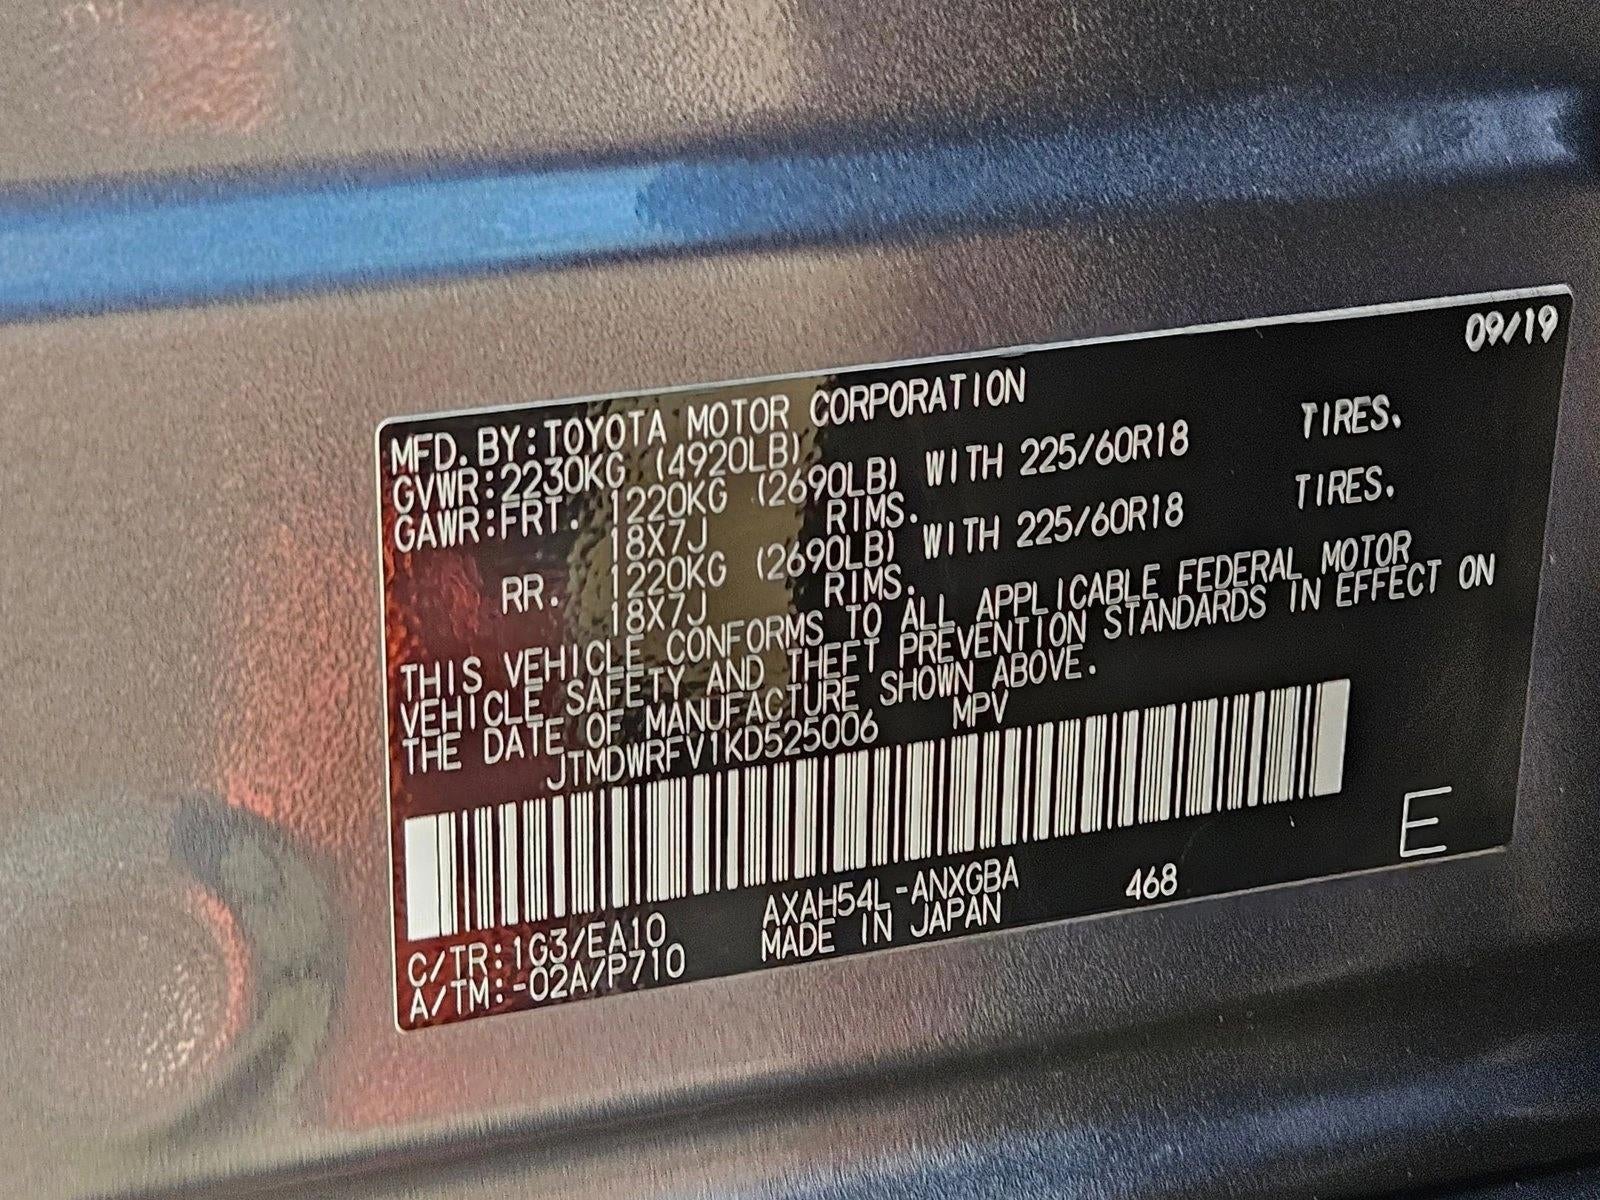 09/19
MFD. BY: TOYOTA MOTOR CORPORATION
GVWR: 2230KG (4920LB)
GAWR: FRT. 1220KG (2690LB) WITH 225/60R18 TIRES.
18X7J RIMS.
RR. 1220KG (2690LB) WITH 225/60R18 TIRES.
18X7J RIMS.
THIS VEHICLE CONFORMS TO ALL APPLICABLE FEDERAL MOTOR
VEHICLE SAFETY AND THEFT PREVENTION STANDARDS IN EFFECT ON
THE DATE OF MANUFACTURE SHOWN ABOVE.
JTMDWRFV1KD525006 MPV
E
C/TR: 1G3/EA10 AXAH54L-ANXGBA 468
A/TM: -02A/P710 MADE IN JAPAN